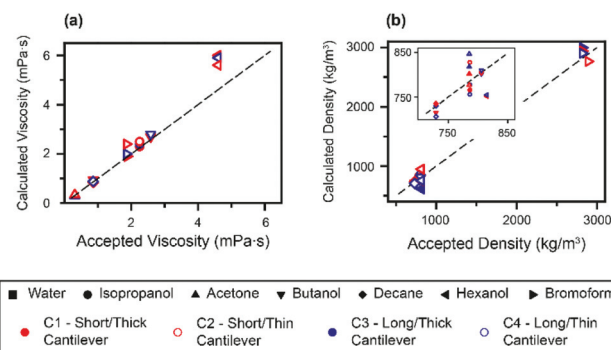 (a)
(b)
Calculated Viscosity (mPa·s)
6
4
2
0
0
2
4
6
Accepted Viscosity (mPa·s)
Calculated Density (kg/m³)
3000
2000
1000
850
750
750
850
1000
2000
3000
Accepted Density (kg/m³)
Water Isopropanol Acetone Butanol Decane Hexanol Bromoform
C1 - Short/Thick Cantilever
C2 - Short/Thin Cantilever
C3 - Long/Thick Cantilever
C4 - Long/Thin Cantilever